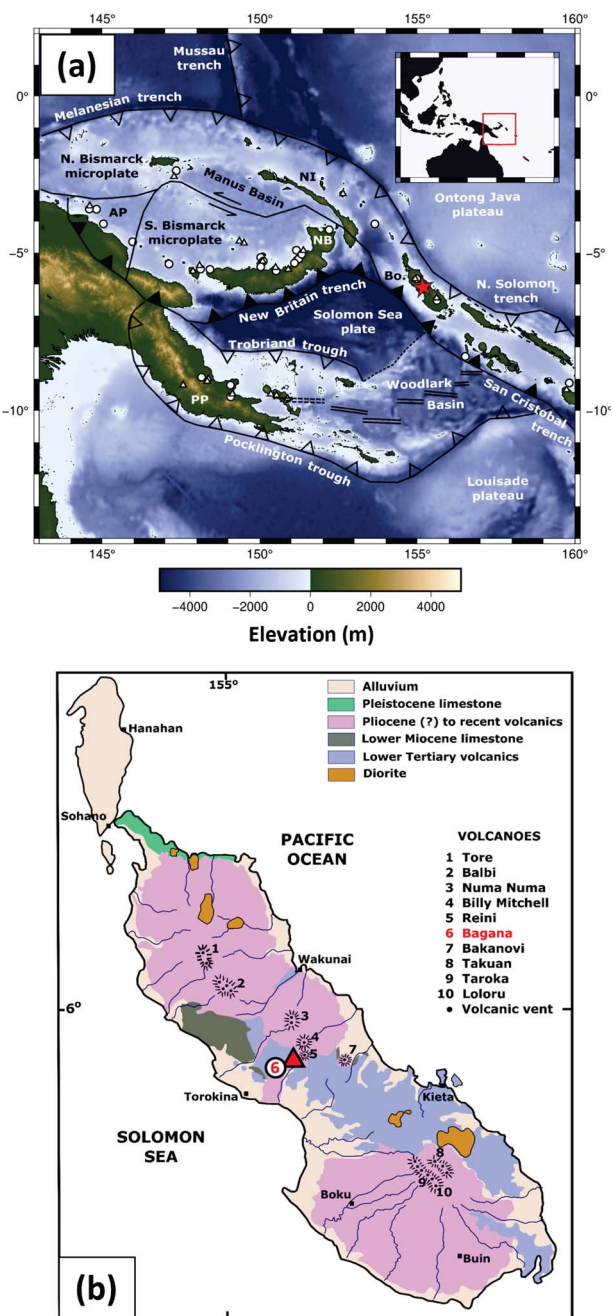 145°
150°
155°
160°
(a)
Mussau
trench
0°
Melanesian trench
N. Bismarck
microplate
Manus Basin
NI
Ontong Java
plateau
AP
S. Bismarck
microplate
NB
−5°
Bo.
New Britain trench
N. Solomon
trench
Solomon Sea
plate
Trobriand trough
Woodlark
Basin
PP
San Cristobal
trench
−10°
Pocklington
trough
Louisade
plateau
145°
150°
155°
160°
−4000
−2000
0
2000
4000
Elevation (m)
155°
Hanahan
Alluvium
Pleistocene limestone
Pliocene (?) to recent volcanics
Lower Miocene limestone
Lower Tertiary volcanics
Diorite
Sohano
PACIFIC
OCEAN
VOLCANOES
1 Tore
2 Balbi
3 Numa Numa
4 Billy Mitchell
5 Reini
6 Bagana
7 Bakanovi
8 Takuan
9 Taroka
10 Loloru
Volcanic vent
1
Wakunai
2
6°
3
4
5
7
6
Torokina
Kieta
SOLOMON
SEA
8
9
10
Boku
Buin
(b)